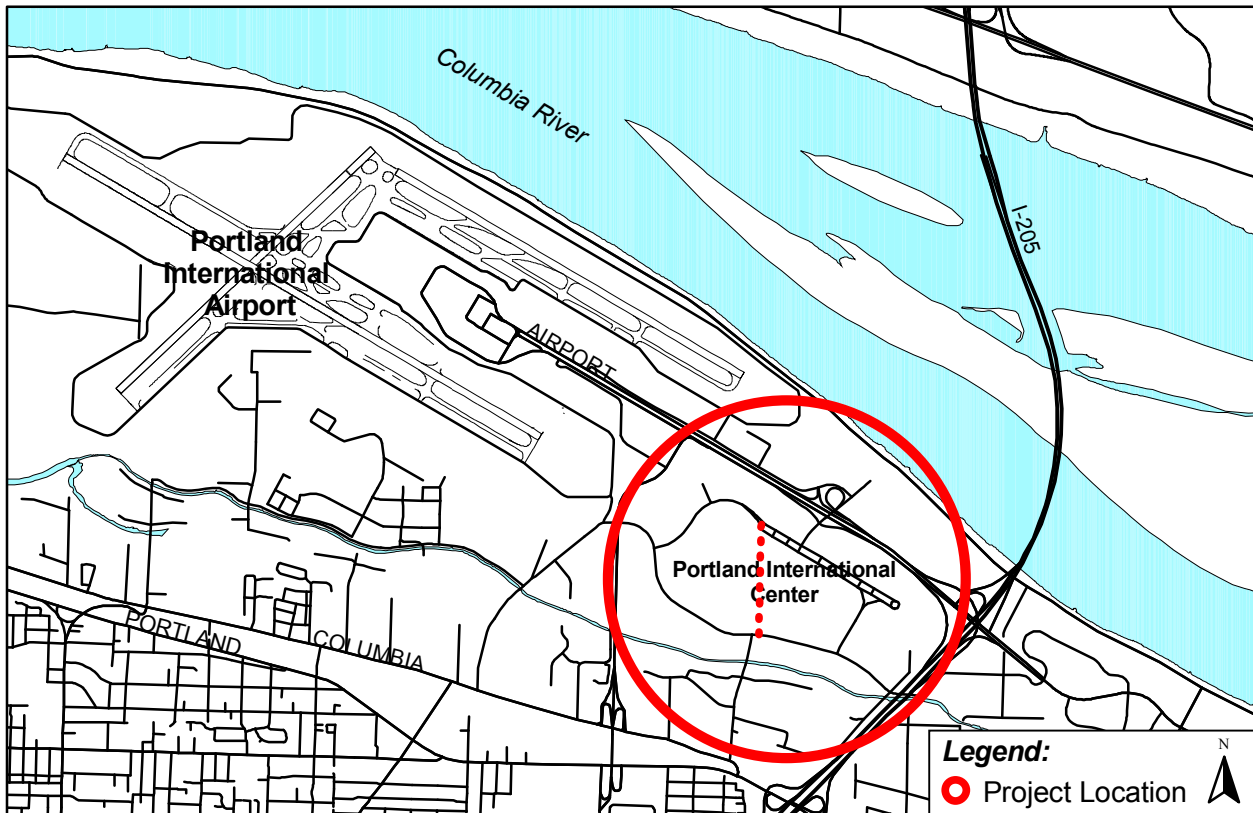 Columbia River
I-205
Portland
International
Airport
AIRPORT
Portland International
Center
PORTLAND
COLUMBIA
Legend:
Project Location
N